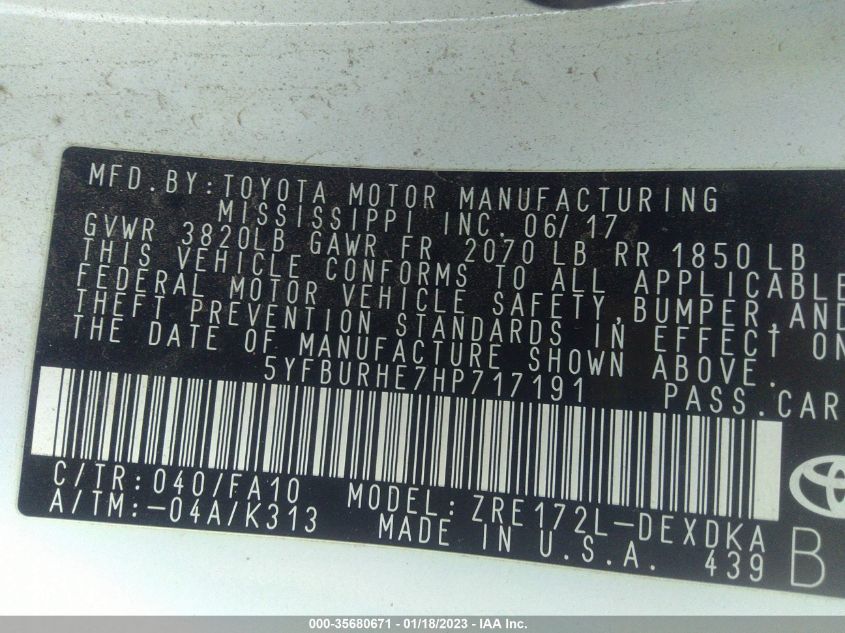 MFD.BY:TOYOTA MOTOR MANUFACTURING
MISSISSIPPI INC. 06/17
GVWR 3820LB GAWR FR 2070 LB RR 1850 LB
THIS VEHICLE CONFORMS TO ALL APPLICABLE
FEDERAL MOTOR VEHICLE SAFETY,BUMPER,AND
THEFT PREVENTION STANDARDS IN EFFECT ON
THE DATE OF MANUFACTURE SHOWN ABOVE.
5YFBURHE7HP717191 PASS.CAR
C/TR:040/FA10 MODEL:ZRE172L-DEXDKA
A/TM:-04A/K313 MADE IN U.S.A. 439 B
000-35680671 - 01/18/2023 - IAA Inc.